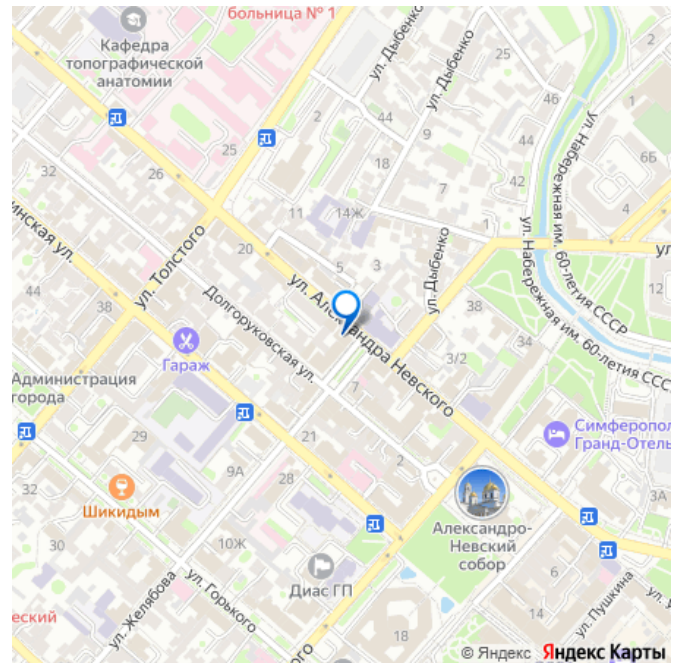 больница № 1
Кафедра
топографической
анатомии
ул. Дыбенко
ул. Дыбенко
2
25
46
44
ул. Набережная им. 60-летия СССР
1
2
9
44
6Б
25
32
26
18
7
42
4
инская ул.
ул. Толстого
11
14Ж
ул. Набережная им. 60-летия СССР
ул
20
5
3
ул. Дыбенко
44
38
ул. Александра Невского
12
Долгоруковская ул.
38
34
Гараж
3/2
Администрация
города
7
Симферопол
Гранд-Отель
29
21
2
9А
28
3А
32
Шикидым
Александро-
Невский
собор
30
10Ж
Диас ГП
6
14
ул. Желябова
ул. Горького
ул. Пушкина
еский
18
ского
© Яндекс Яндекс Карты